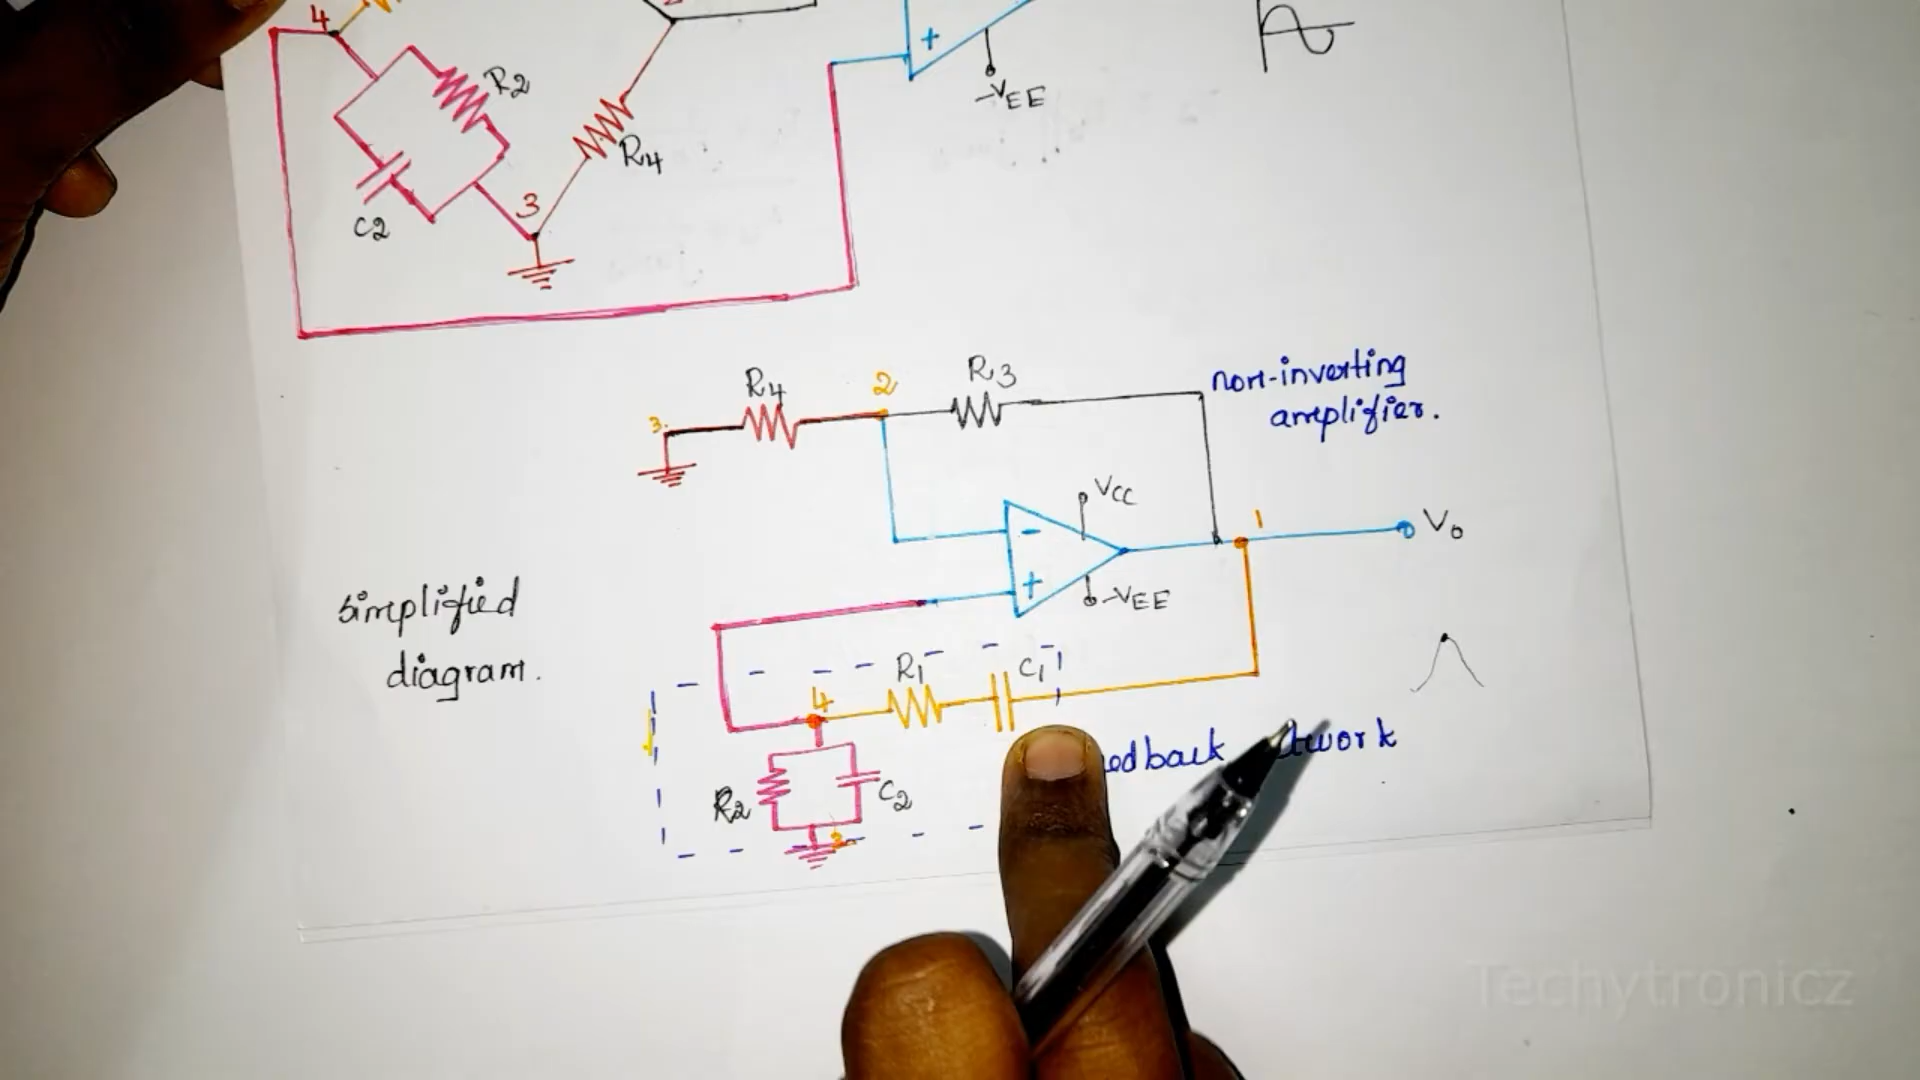 4
R2
C2
3
R4
+
-VEE
R4
2
R3
3.
non-inverting
amplifier.
VCC
-
+
-VEE
1
Vo
simplified
diagram.
4
R1
C1
R2
C2
3